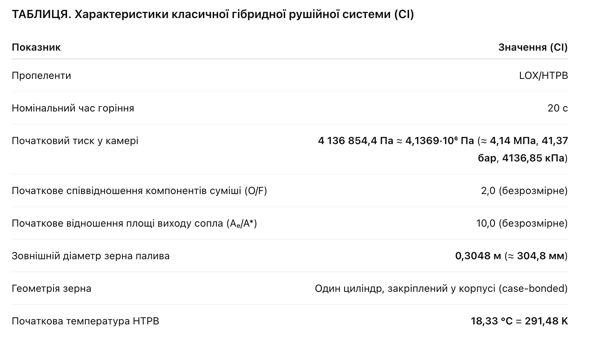 ТАБЛИЦЯ. Характеристики класичної гібридної рушійної системи (СІ)
Показник Значення (СІ)
Пропеленти LOX/HTPB
Номінальний час горіння 20 с
Початковий тиск у камері 4 136 854,4 Па ≈ 4,1369·10⁶ Па (≈ 4,14 МПа, 41,37
бар, 4136,85 кПа)
Початкове співвідношення компонентів суміші (O/F) 2,0 (безрозмірне)
Початкове відношення площі виходу сопла (Aₑ/A*) 10,0 (безрозмірне)
Зовнішній діаметр зерна палива 0,3048 м (≈ 304,8 мм)
Геометрія зерна Один циліндр, закріплений у корпусі (case-bonded)
Початкова температура HTPB 18,33 °C = 291,48 K